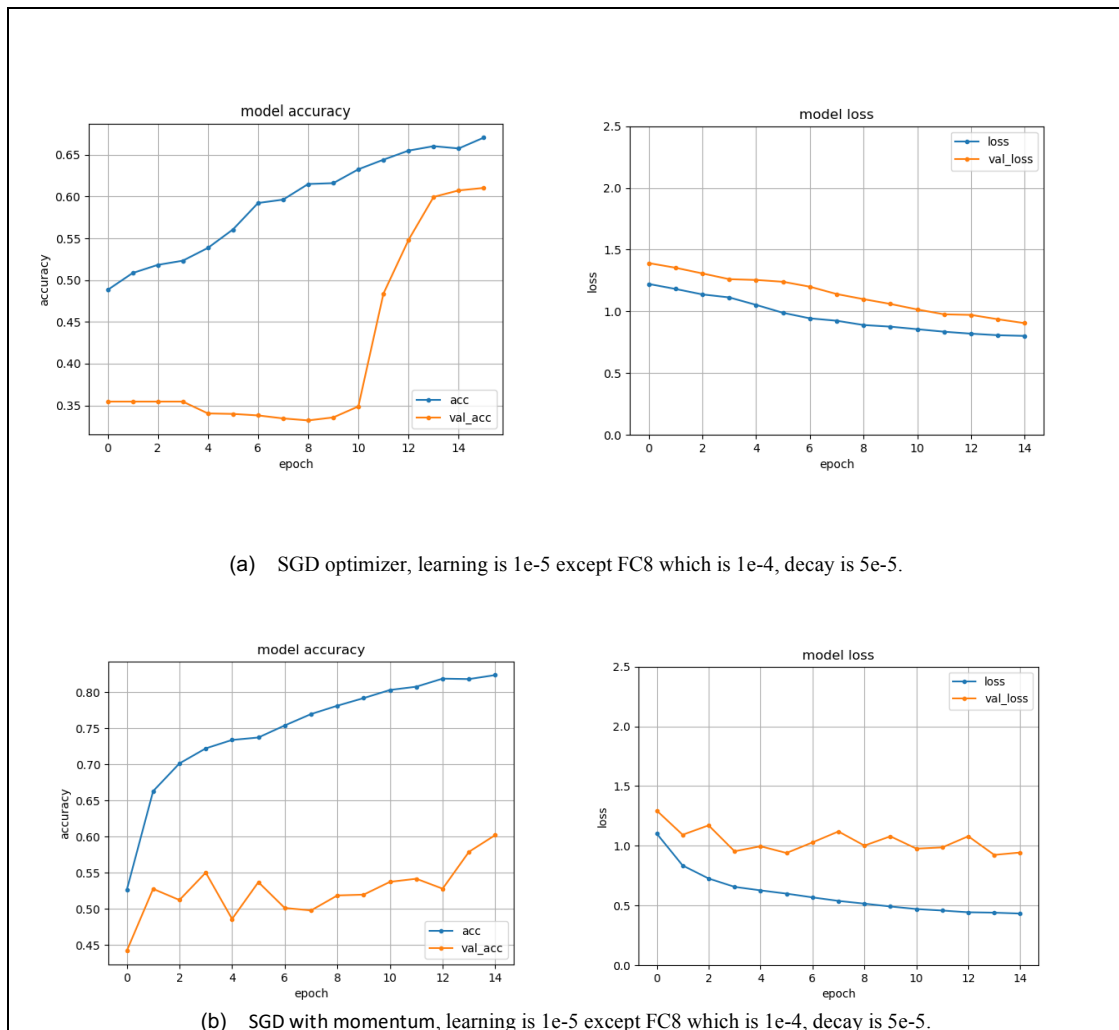 model accuracy
0.65
0.60
0.55
0.50
0.45
0.40
0.35
accuracy
acc
val_acc
0 2 4 6 8 10 12 14
epoch
model loss
2.5
2.0
1.5
1.0
0.5
0.0
loss
loss
val_loss
0 2 4 6 8 10 12 14
epoch
(a) SGD optimizer, learning is 1e-5 except FC8 which is 1e-4, decay is 5e-5.
model accuracy
0.80
0.75
0.70
0.65
0.60
0.55
0.50
0.45
accuracy
acc
val_acc
0 2 4 6 8 10 12 14
epoch
model loss
2.5
2.0
1.5
1.0
0.5
0.0
loss
loss
val_loss
0 2 4 6 8 10 12 14
epoch
(b) SGD with momentum, learning is 1e-5 except FC8 which is 1e-4, decay is 5e-5.